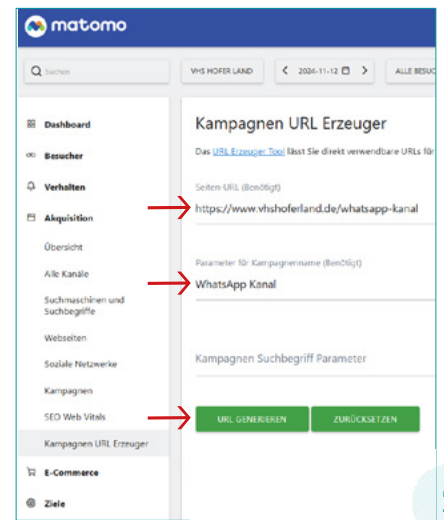 matomo
Suchen
VHS HOFER LAND
2024-11-12
ALLE BESUC
Dashboard
Besucher
Verhalten
Akquisition
Übersicht
Alle Kanäle
Suchmaschinen und
Suchbegriffe
Webseiten
Soziale Netzwerke
Kampagnen
SEO Web Vitals
Kampagnen URL Erzeuger
E-Commerce
Ziele
Kampagnen URL Erzeuger
Das URL Erzeuger Tool lässt Sie direkt verwendbare URLs für
Seiten-URL (Benötigt)
https://www.vhshoferland.de/whatsapp-kanal
Parameter für Kampagnenname (Benötigt)
WhatsApp Kanal
Kampagnen Suchbegriff Parameter
URL GENERIEREN
ZURÜCKSETZEN